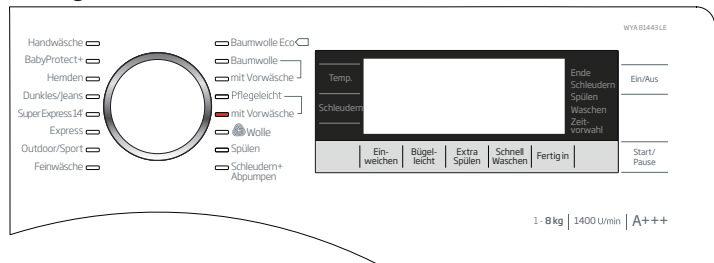 WYA 81443 LE
Handwäsche
BabyProtect+
Hemden
Dunkles/Jeans
Super Express 14'
Express
Outdoor/Sport
Feinwäsche
Baumwolle Eco
Baumwolle
mit Vorwäsche
Pflegeleicht
mit Vorwäsche
Wolle
Spülen
Schleudern+
Abpumpen
Temp.
Schleudern
Ende
Schleudern
Spülen
Waschen
Zeit-
vorwahl
Ein-
weichen
Bügel-
leicht
Extra
Spülen
Schnell
Waschen
Fertig in
Ein/Aus
Start/
Pause
1 - 8 kg 1400 U/min A+++